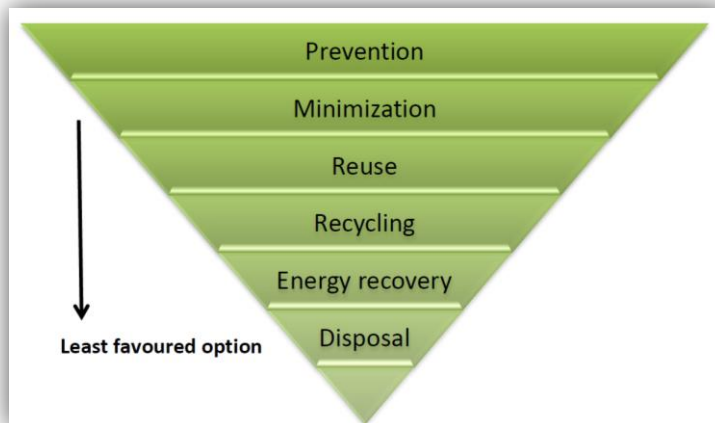 Prevention
Minimization
Reuse
Recycling
Energy recovery
Disposal
Least favoured option